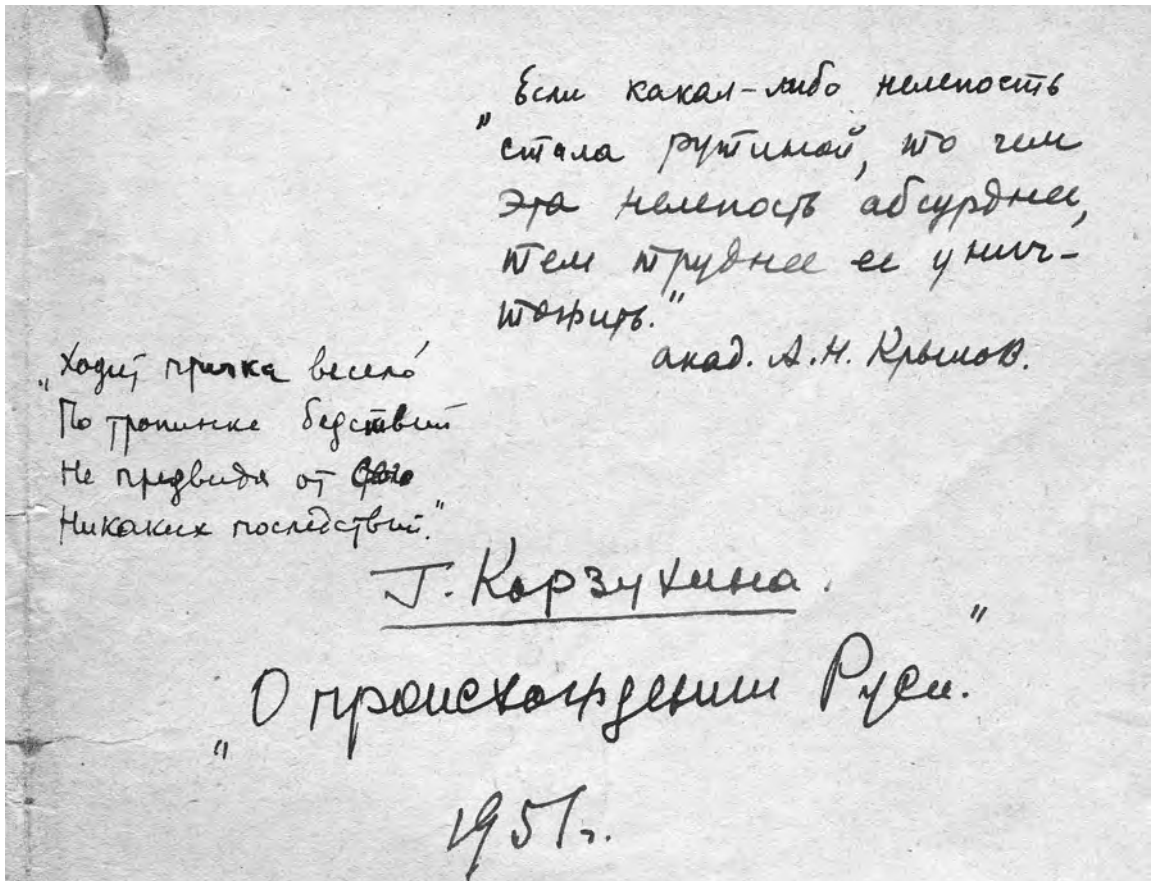 "Если какая-либо нелепость
стала рутиной, то чем
эта нелепость абсурднее,
тем труднее ее унич-
тожить."
акад. А.Н. Крылов.
"Ходит птичка весело
По тропинке бедствий
Не предвидя от сего
Никаких последствий."
Г. Корзухина.
"О происхождении Руси."
1951г.